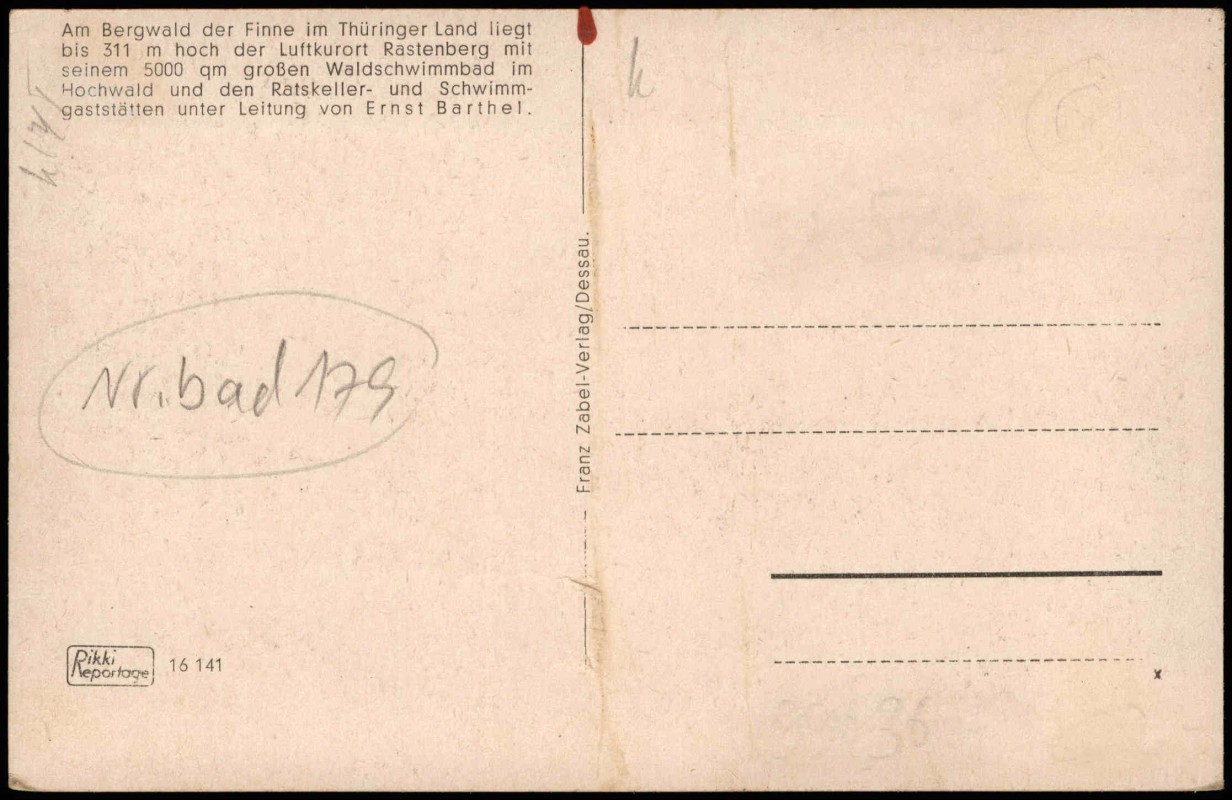 Am Bergwald der Finne im Thüringer Land liegt
bis 311 m hoch der Luftkurort Rastenberg mit
seinem 5000 qm großen Waldschwimmbad im
Hochwald und den Ratskeller- und Schwimm-
gaststätten unter Leitung von Ernst Barthel.
Nr. bad 179
Rikki
Reportage
16 141
Franz Zabel-Verlag/Dessau.
x